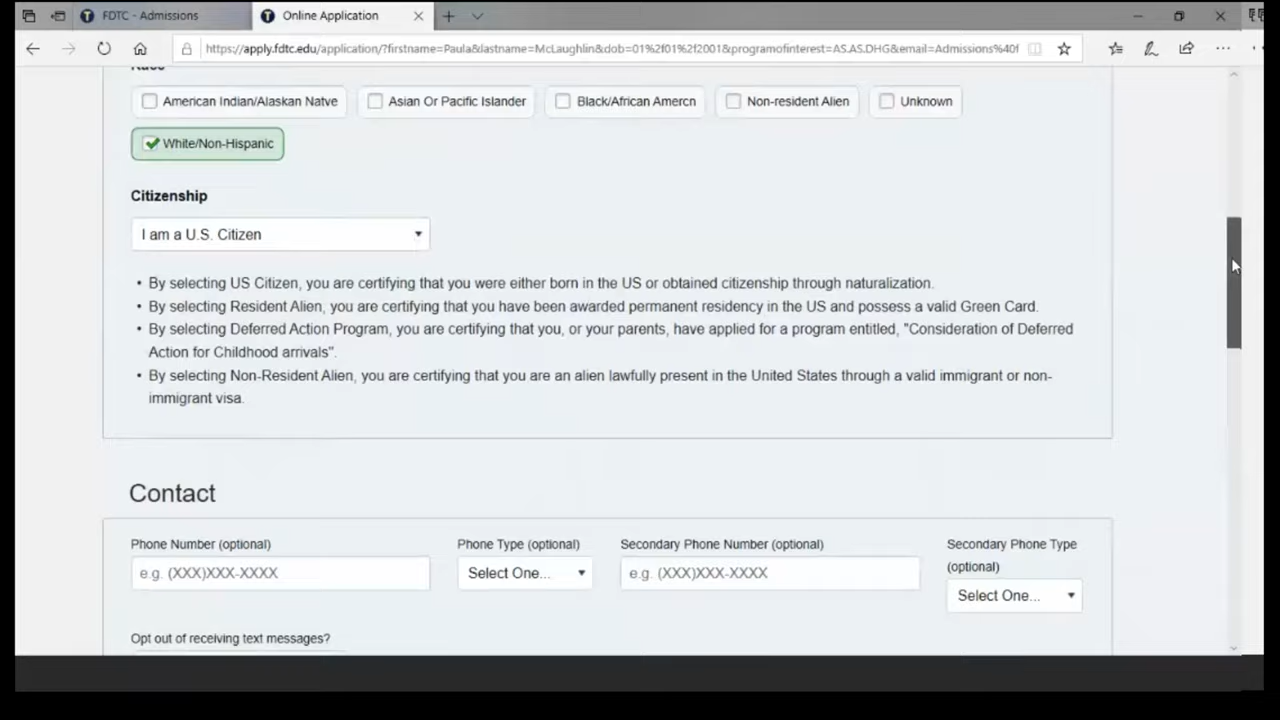 FDTC - Admissions
Online Application
https://apply.fdtc.edu/application/?firstname=Paula&lastname=McLaughlin&dob=01%2f01%2f2001&programofinterest=AS.AS.DHG&email=Admissions%40f
Race
American Indian/Alaskan Natve
Asian Or Pacific Islander
Black/African Amercn
Non-resident Alien
Unknown
White/Non-Hispanic
Citizenship
I am a U.S. Citizen
• By selecting US Citizen, you are certifying that you were either born in the US or obtained citizenship through naturalization.
• By selecting Resident Alien, you are certifying that you have been awarded permanent residency in the US and possess a valid Green Card.
• By selecting Deferred Action Program, you are certifying that you, or your parents, have applied for a program entitled, "Consideration of Deferred
Action for Childhood arrivals".
• By selecting Non-Resident Alien, you are certifying that you are an alien lawfully present in the United States through a valid immigrant or non-
immigrant visa.
Contact
Phone Number (optional)
Phone Type (optional)
Secondary Phone Number (optional)
Secondary Phone Type
(optional)
e.g. (XXX)XXX-XXXX
Select One...
e.g. (XXX)XXX-XXXX
Select One...
Opt out of receiving text messages?